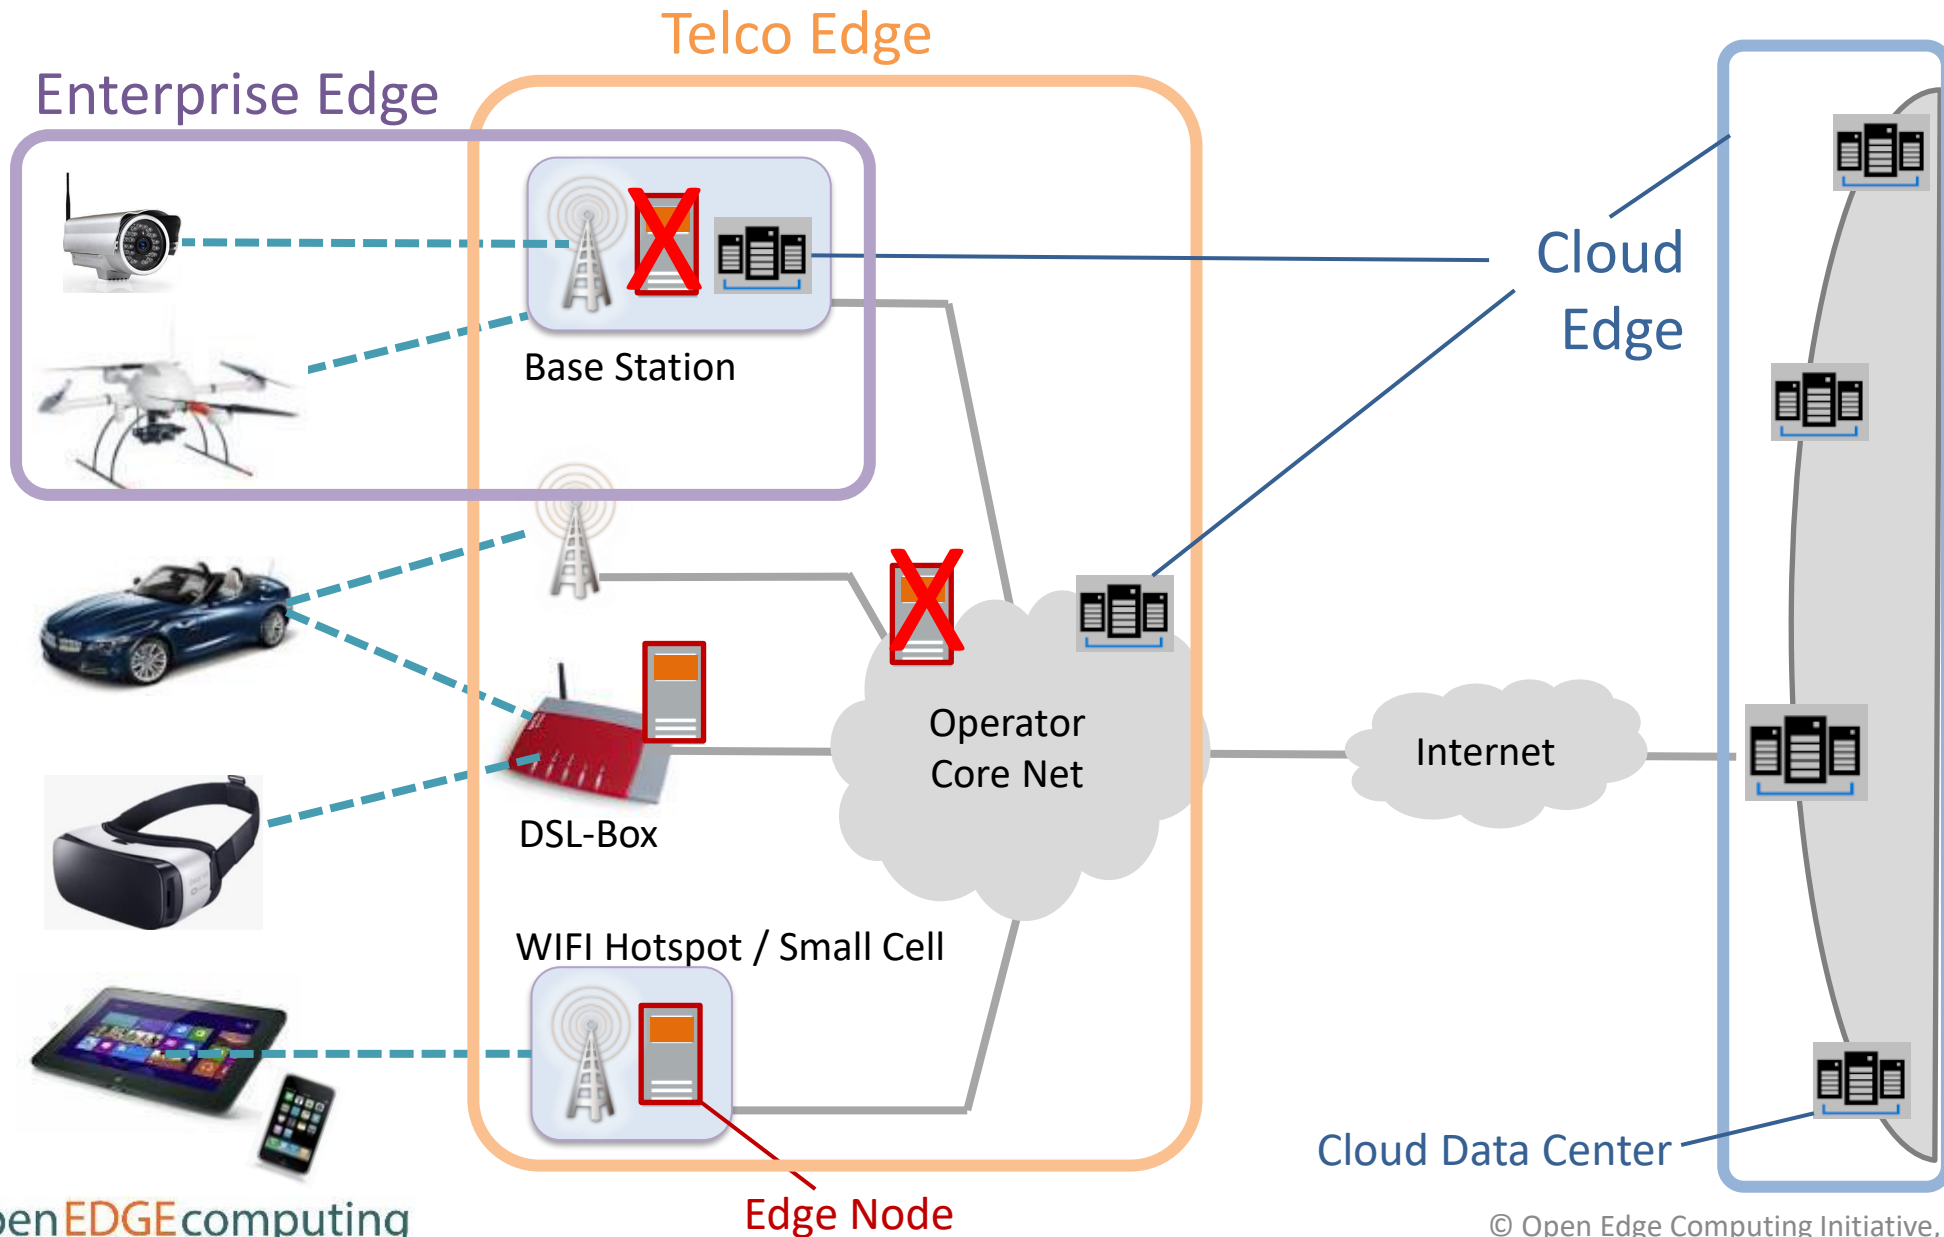 Telco Edge
Enterprise Edge
Cloud
Edge
Base Station
Operator
Core Net
Internet
DSL-Box
WIFI Hotspot / Small Cell
Cloud Data Center
Edge Node
penEDGEcomputing
© Open Edge Computing Initiative,